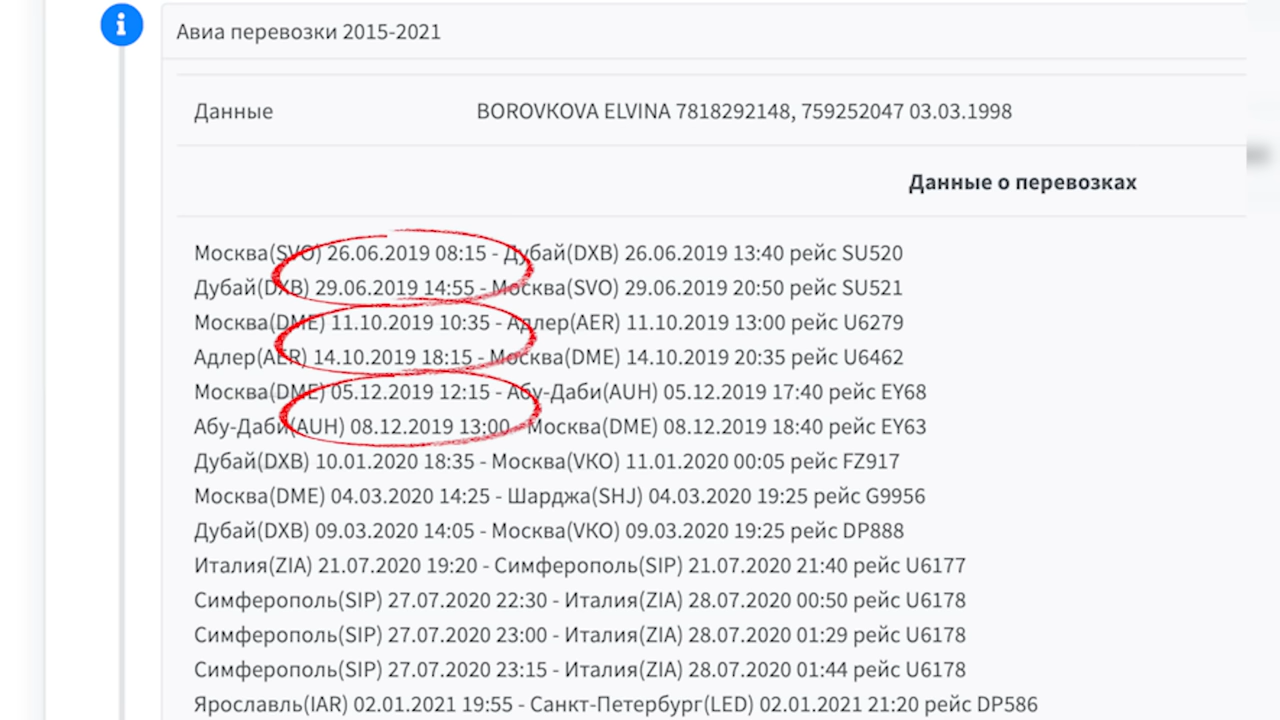 Авиа перевозки 2015-2021
Данные BOROVKOVA ELVINA 7818292148, 759252047 03.03.1998
Данные о перевозках
Москва(SVO) 26.06.2019 08:15 - Дубай(DXB) 26.06.2019 13:40 рейс SU520
Дубай(DXB) 29.06.2019 14:55 - Москва(SVO) 29.06.2019 20:50 рейс SU521
Москва(DME) 11.10.2019 10:35 - Адлер(AER) 11.10.2019 13:00 рейс U6279
Адлер(AER) 14.10.2019 18:15 - Москва(DME) 14.10.2019 20:35 рейс U6462
Москва(DME) 05.12.2019 12:15 - Абу-Даби(AUH) 05.12.2019 17:40 рейс EY68
Абу-Даби(AUH) 08.12.2019 13:00 - Москва(DME) 08.12.2019 18:40 рейс EY63
Дубай(DXB) 10.01.2020 18:35 - Москва(VKO) 11.01.2020 00:05 рейс FZ917
Москва(DME) 04.03.2020 14:25 - Шарджа(SHJ) 04.03.2020 19:25 рейс G9956
Дубай(DXB) 09.03.2020 14:05 - Москва(VKO) 09.03.2020 19:25 рейс DP888
Италия(ZIA) 21.07.2020 19:20 - Симферополь(SIP) 21.07.2020 21:40 рейс U6177
Симферополь(SIP) 27.07.2020 22:30 - Италия(ZIA) 28.07.2020 00:50 рейс U6178
Симферополь(SIP) 27.07.2020 23:00 - Италия(ZIA) 28.07.2020 01:29 рейс U6178
Симферополь(SIP) 27.07.2020 23:15 - Италия(ZIA) 28.07.2020 01:44 рейс U6178
Ярославль(IAR) 02.01.2021 19:55 - Санкт-Петербург(LED) 02.01.2021 21:20 рейс DP586